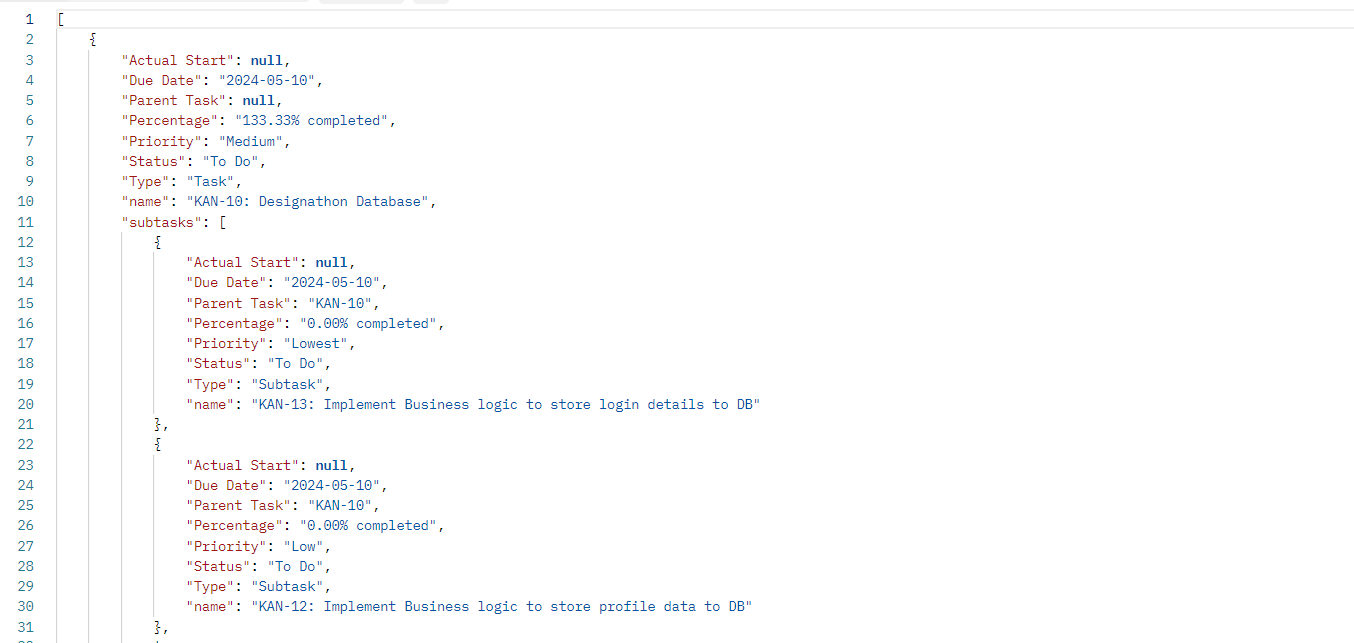 1 [
2 {
3 "Actual Start": null,
4 "Due Date": "2024-05-10",
5 "Parent Task": null,
6 "Percentage": "133.33% completed",
7 "Priority": "Medium",
8 "Status": "To Do",
9 "Type": "Task",
10 "name": "KAN-10: Designathon Database",
11 "subtasks": [
12 {
13 "Actual Start": null,
14 "Due Date": "2024-05-10",
15 "Parent Task": "KAN-10",
16 "Percentage": "0.00% completed",
17 "Priority": "Lowest",
18 "Status": "To Do",
19 "Type": "Subtask",
20 "name": "KAN-13: Implement Business logic to store login details to DB"
21 },
22 {
23 "Actual Start": null,
24 "Due Date": "2024-05-10",
25 "Parent Task": "KAN-10",
26 "Percentage": "0.00% completed",
27 "Priority": "Low",
28 "Status": "To Do",
29 "Type": "Subtask",
30 "name": "KAN-12: Implement Business logic to store profile data to DB"
31 },